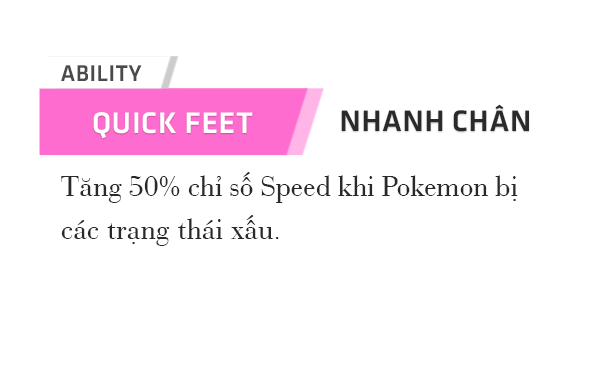 ABILITY
QUICK FEET
NHANH CHÂN
Tăng 50% chỉ số Speed khi Pokemon bị
các trạng thái xấu.